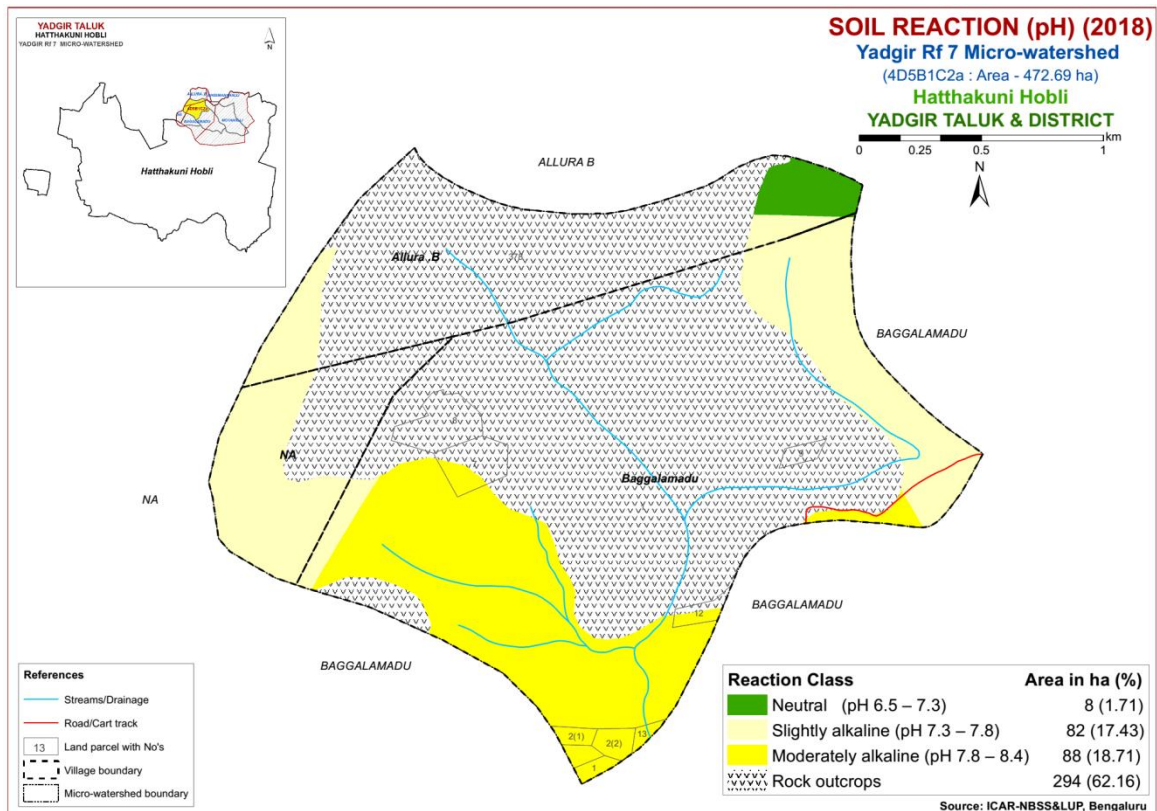 YADGIR TALUK
HATTHAKUNI HOBLI
YADGIR Rf 7 MICRO-WATERSHED
N
Hatthakuni Hobli
SOIL REACTION (pH) (2018)
Yadgir Rf 7 Micro-watershed
(4D5B1C2a : Area - 472.69 ha)
Hatthakuni Hobli
YADGIR TALUK & DISTRICT
km
0 0.25 0.5 1
N
ALLURA B
Allura .B
378
BAGGALAMADU
8
9
NA
Baggalamadu
NA
12
BAGGALAMADU
BAGGALAMADU
2(1)
2(2)
13
1
References
Streams/Drainage
Road/Cart track
13 Land parcel with No's
Village boundary
Micro-watershed boundary
Reaction Class Area in ha (%)
Neutral (pH 6.5 – 7.3) 8 (1.71)
Slightly alkaline (pH 7.3 – 7.8) 82 (17.43)
Moderately alkaline (pH 7.8 – 8.4) 88 (18.71)
Rock outcrops 294 (62.16)
Source: ICAR-NBSS&LUP, Bengaluru